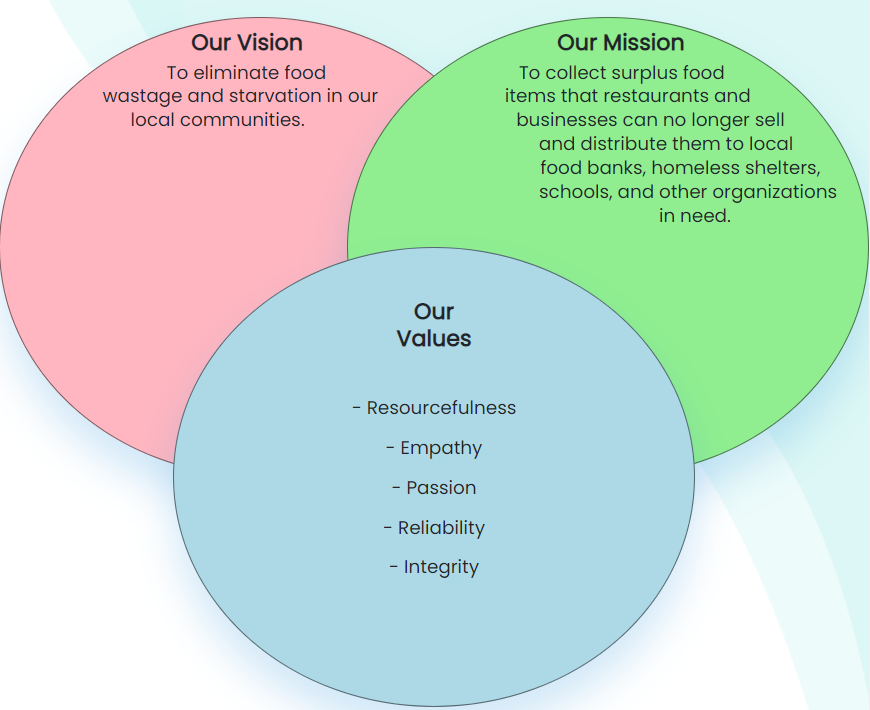 Our Vision
To eliminate food
wastage and starvation in our
local communities.
Our Mission
To collect surplus food
items that restaurants and
businesses can no longer sell
and distribute them to local
food banks, homeless shelters,
schools, and other organizations
in need.
Our
Values
- Resourcefulness
- Empathy
- Passion
- Reliability
- Integrity